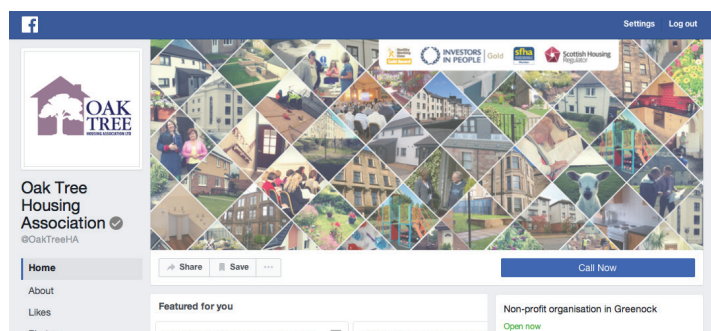 Settings Log out
INVESTORS IN PEOPLE Gold
sfha
Scottish Housing Regulator
OAK
TREE
HOUSING ASSOCIATION LTD
Oak Tree
Housing
Association
@OakTreeHA
Share Save ...
Call Now
Home
About
Likes
Featured for you
Non-profit organisation in Greenock
Open now